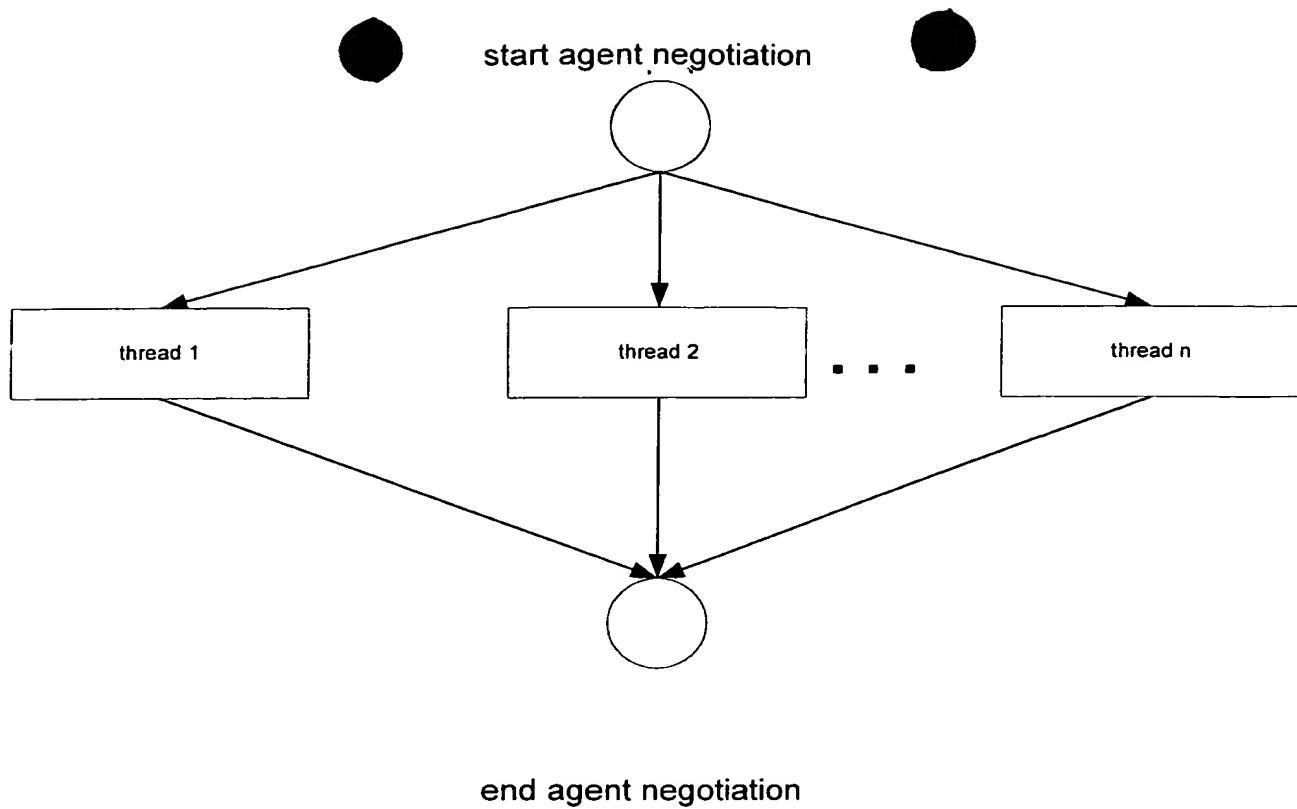 start agent negotiation
thread 1
thread 2
. . .
thread n
end agent negotiation